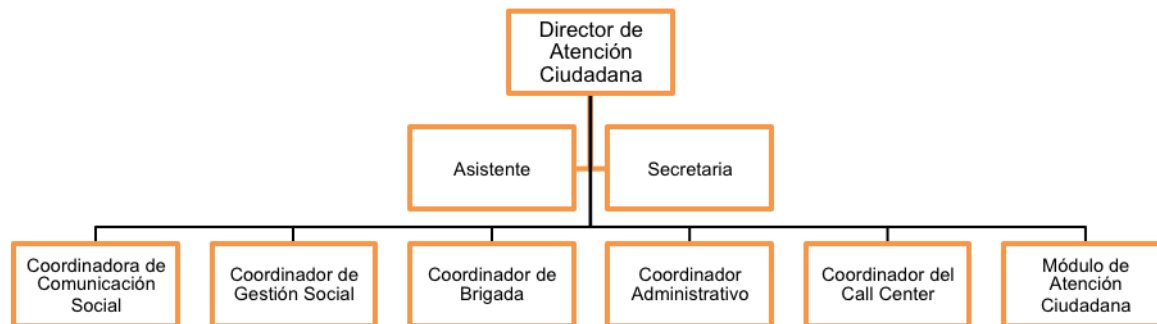 Director de
Atención
Ciudadana
Asistente
Secretaria
Coordinadora de
Comunicación
Social
Coordinador de
Gestión Social
Coordinador de
Brigada
Coordinador
Administrativo
Coordinador del
Call Center
Módulo de
Atención
Ciudadana